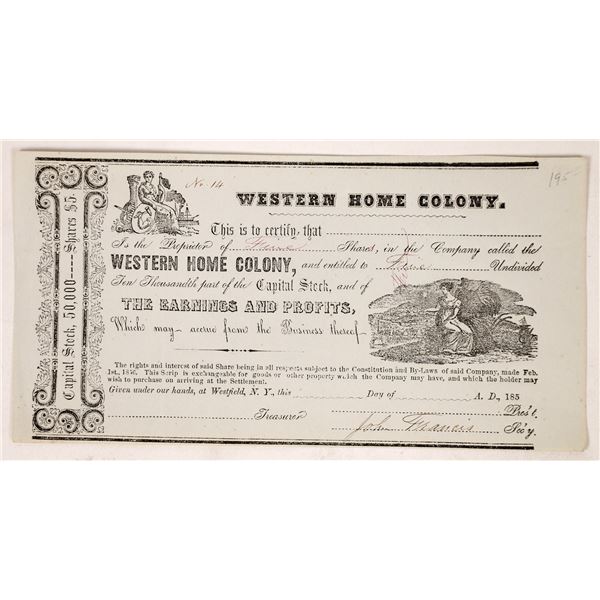 No. 14
195
WESTERN HOME COLONY.
This is to certify, that
Is the Proprietor of Shares, in the Company called the
WESTERN HOME COLONY, and entitled to Undivided
Ten Thousandth part of the Capital Stock, and of
THE EARNINGS AND PROFITS,
Which may accrue from the Business thereof
The rights and interest of said Share being in all respects subject to the Constitution and By-Laws of said Company, made Feb.
1st, 1856. This Scrip is exchangeable for goods or other property which the Company may have, and which the holder may
wish to purchase on arriving at the Settlement.
Given under our hands, at Westfield, N. Y., this Day of A. D., 185
Pres't.
Treasurer John Francis Sec'y.
Capital Stock, 50,000 Shares $5